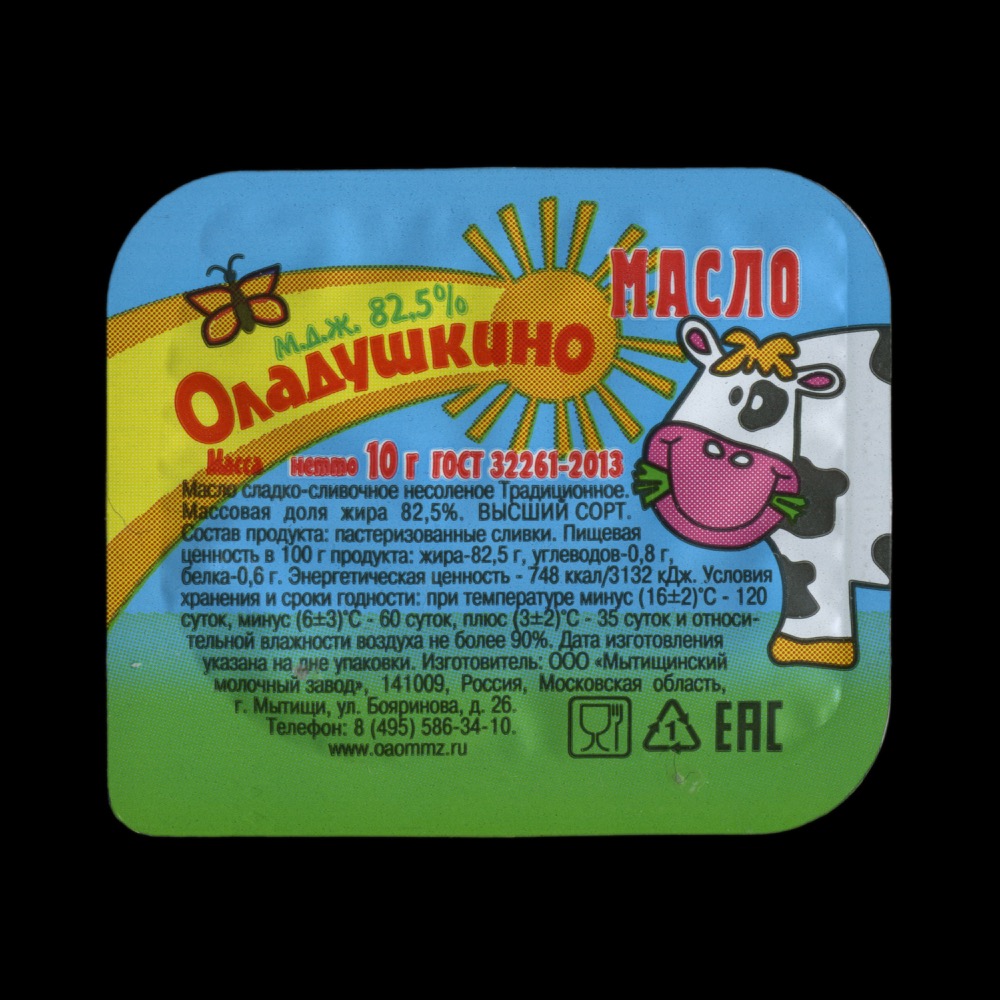 МАСЛО
м.д.ж. 82,5%
Оладушкино
Масса нетто 10 г ГОСТ 32261-2013
Масло сладко-сливочное несоленое Традиционное.
Массовая доля жира 82,5%. ВЫСШИЙ СОРТ.
Состав продукта: пастеризованные сливки. Пищевая
ценность в 100 г продукта: жира-82,5 г, углеводов-0,8 г,
белка-0,6 г. Энергетическая ценность - 748 ккал/3132 кДж. Условия
хранения и сроки годности: при температуре минус (16±2)°С - 120
суток, минус (6±3)°С - 60 суток, плюс (3±2)°С - 35 суток и относи-
тельной влажности воздуха не более 90%. Дата изготовления
указана на дне упаковки. Изготовитель: ООО «Мытищинский
молочный завод», 141009, Россия, Московская область,
г. Мытищи, ул. Бояринова, д. 26.
Телефон: 8 (495) 586-34-10.
www.oaommz.ru
1
EAC